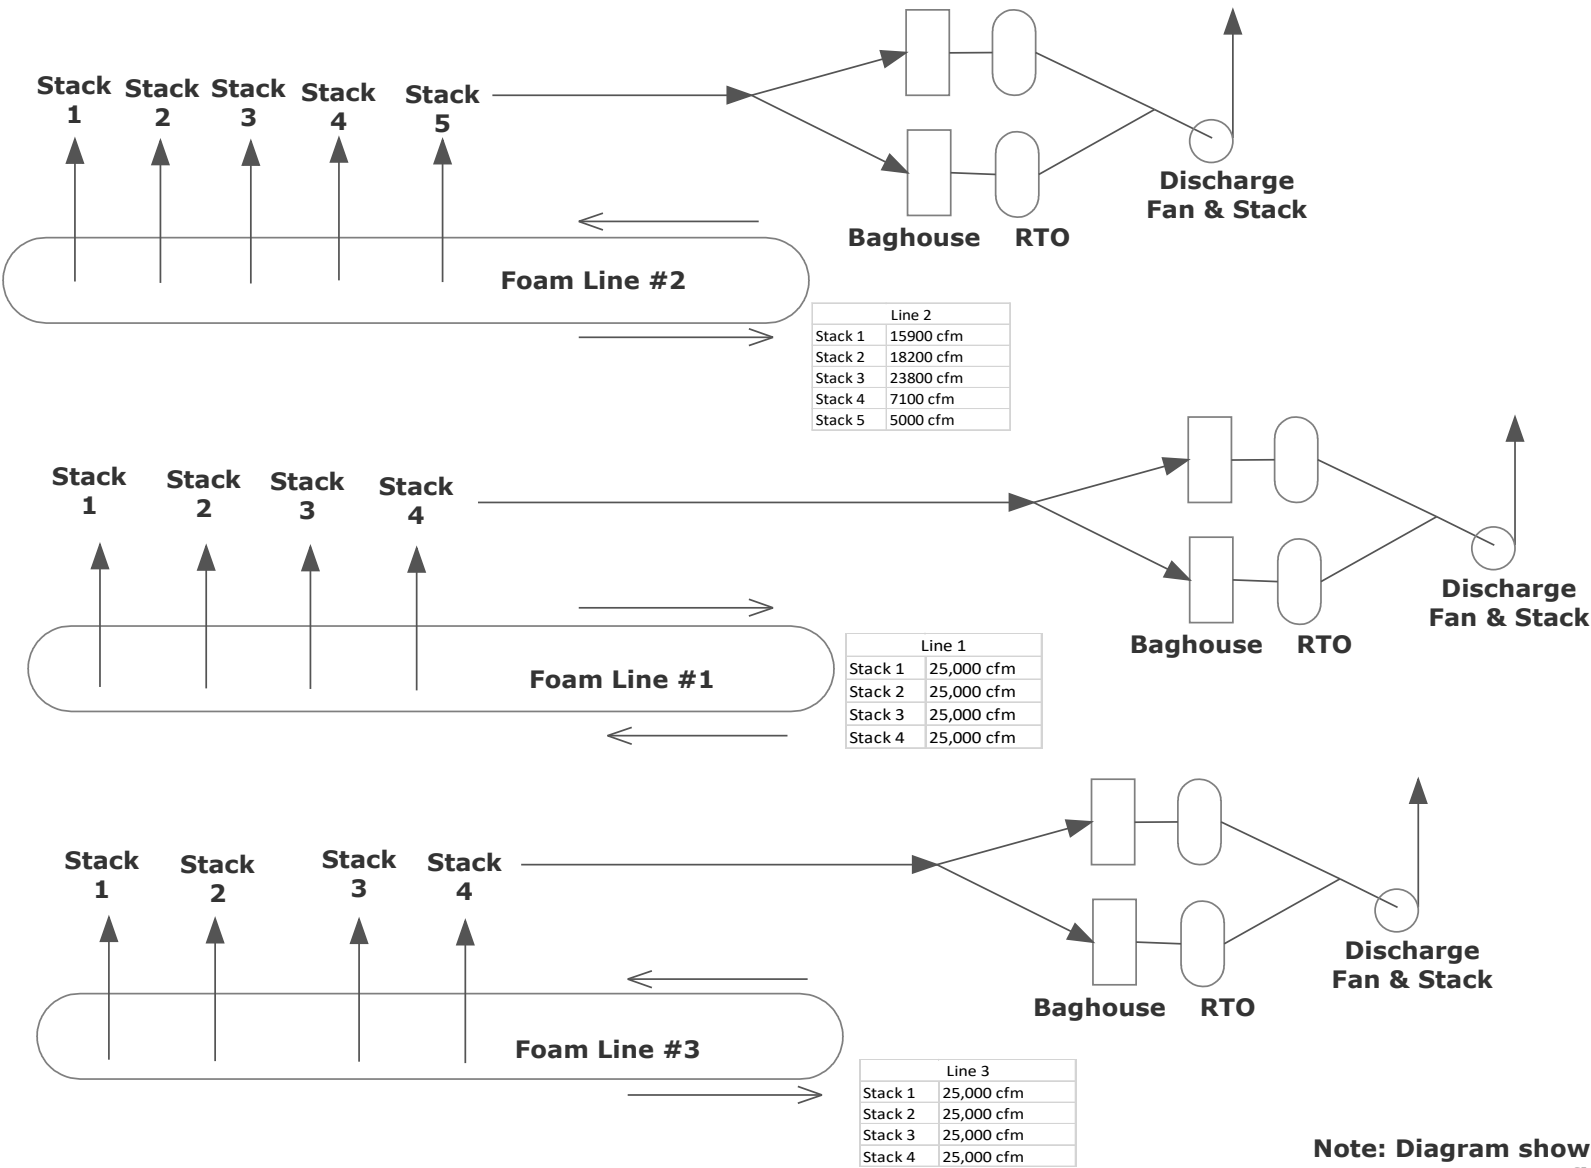 Stack
1
Stack
2
Stack
3
Stack
4
Stack
5
Discharge
Fan & Stack
Baghouse
RTO
Foam Line #2
Line 2
Stack 1 15900 cfm
Stack 2 18200 cfm
Stack 3 23800 cfm
Stack 4 7100 cfm
Stack 5 5000 cfm
Stack
1
Stack
2
Stack
3
Stack
4
Discharge
Fan & Stack
Baghouse
RTO
Foam Line #1
Line 1
Stack 1 25,000 cfm
Stack 2 25,000 cfm
Stack 3 25,000 cfm
Stack 4 25,000 cfm
Stack
1
Stack
2
Stack
3
Stack
4
Discharge
Fan & Stack
Baghouse
RTO
Foam Line #3
Line 3
Stack 1 25,000 cfm
Stack 2 25,000 cfm
Stack 3 25,000 cfm
Stack 4 25,000 cfm
Note: Diagram show